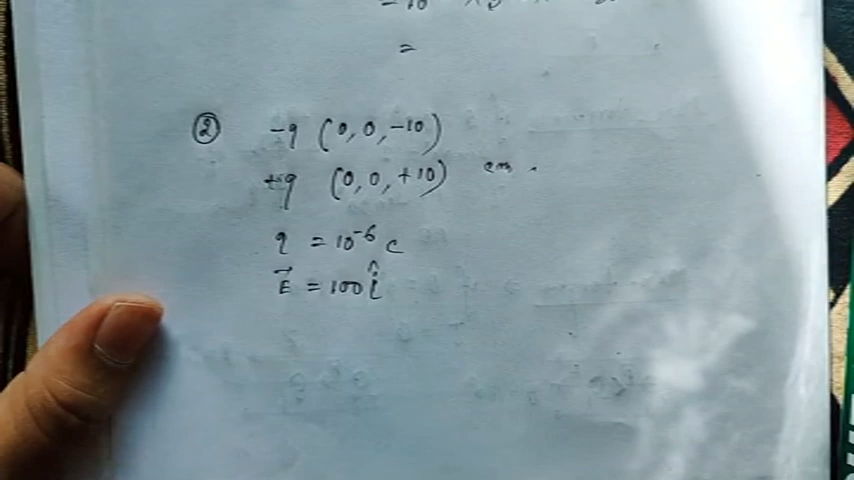 =
② -q (0, 0, -10)
+q (0, 0, +10) cm.
q = 10⁻⁶ C
E⃗ = 100 î